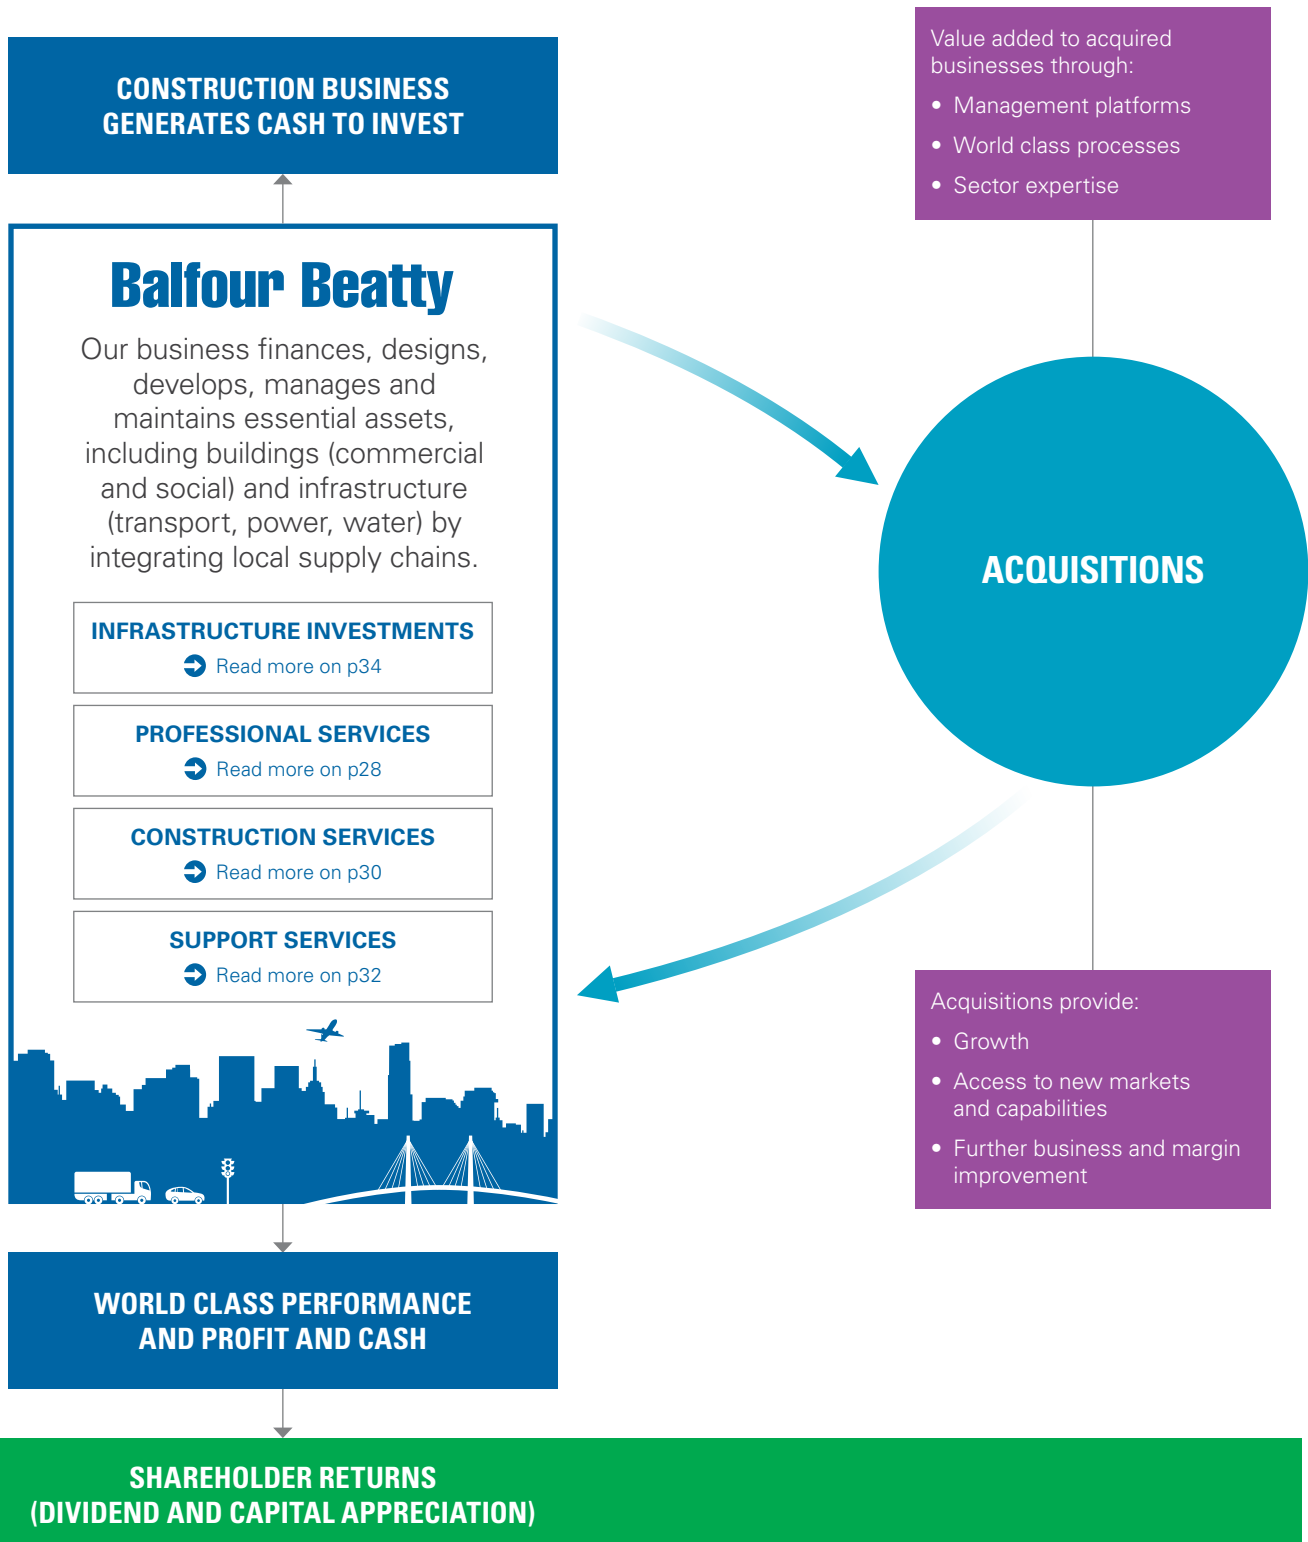 CONSTRUCTION BUSINESS
GENERATES CASH TO INVEST
Balfour Beatty
Our business finances, designs,
develops, manages and
maintains essential assets,
including buildings (commercial
and social) and infrastructure
(transport, power, water) by
integrating local supply chains.
INFRASTRUCTURE INVESTMENTS
Read more on p34
PROFESSIONAL SERVICES
Read more on p28
CONSTRUCTION SERVICES
Read more on p30
SUPPORT SERVICES
Read more on p32
WORLD CLASS PERFORMANCE
AND PROFIT AND CASH
SHAREHOLDER RETURNS
(DIVIDEND AND CAPITAL APPRECIATION)
Value added to acquired
businesses through:
• Management platforms
• World class processes
• Sector expertise
ACQUISITIONS
Acquisitions provide:
• Growth
• Access to new markets
and capabilities
• Further business and margin
improvement